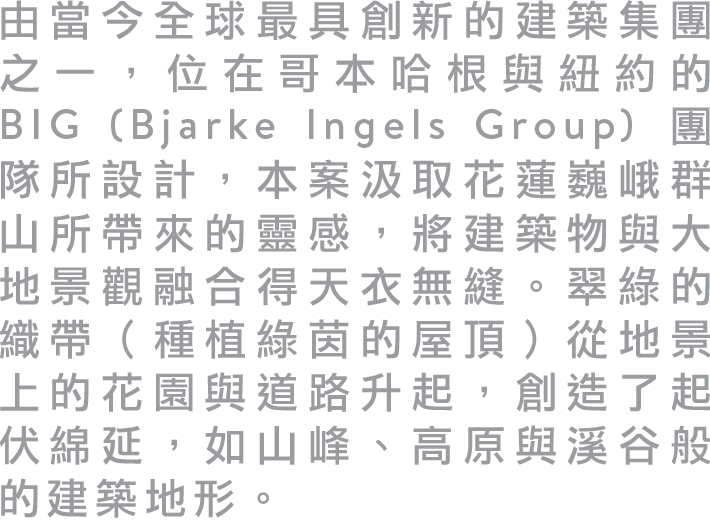 由當今全球最具創新的建築集團
之一，位在哥本哈根與紐約的
BIG (Bjarke Ingels Group) 團
隊所設計，本案汲取花蓮巍峨群
山所帶來的靈感，將建築物與大
地景觀融合得天衣無縫。翠綠的
織帶（種植綠茵的屋頂）從地景
上的花園與道路升起，創造了起
伏綿延，如山峰、高原與溪谷般
的建築地形。